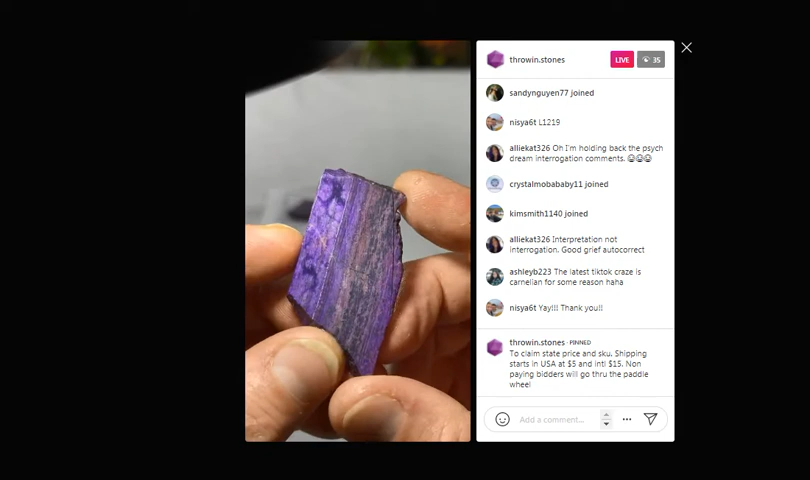 throwin.stones
LIVE
35
sandynguyen77 joined
nisya6t L1219
alliekat326 Oh I'm holding back the psych
dream interrogation comments.
crystalmobababy11 joined
kimsmith1140 joined
alliekat326 Interpretation not
interrogation. Good grief autocorrect
ashleyb223 The latest tiktok craze is
carnelian for some reason haha
nisya6t Yay!!! Thank you!!
throwin.stones · PINNED
To claim state price and sku. Shipping
starts in USA at $5 and intl $15. Non
paying bidders will go thru the paddle
wheel
Add a comment...